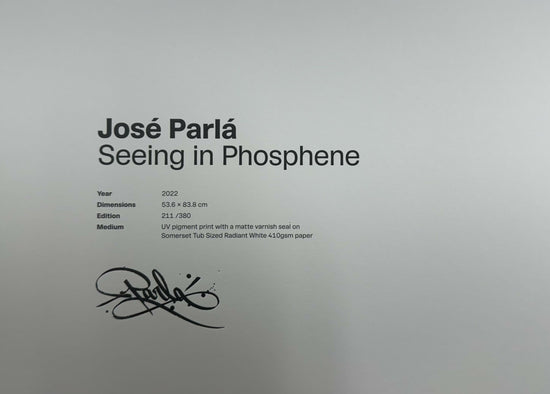 José Parlá
Seeing in Phosphene
Year 2022
Dimensions 53.6 × 83.8 cm
Edition 211 /380
Medium UV pigment print with a matte varnish seal on
Somerset Tub Sized Radiant White 410gsm paper
Parlá